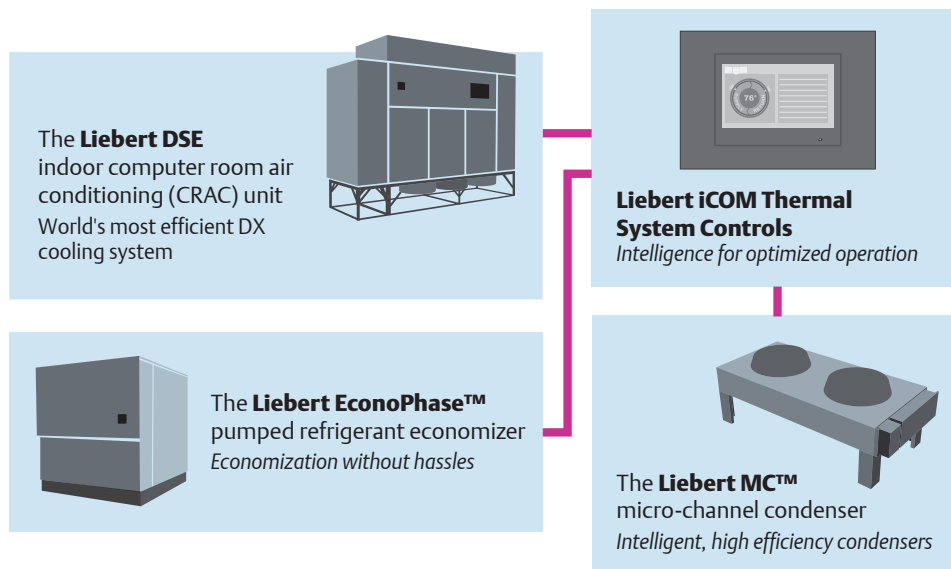 The Liebert DSE
indoor computer room air
conditioning (CRAC) unit
World's most efficient DX
cooling system
76°
Liebert iCOM Thermal
System Controls
Intelligence for optimized operation
The Liebert EconoPhase™
pumped refrigerant economizer
Economization without hassles
The Liebert MC™
micro-channel condenser
Intelligent, high efficiency condensers